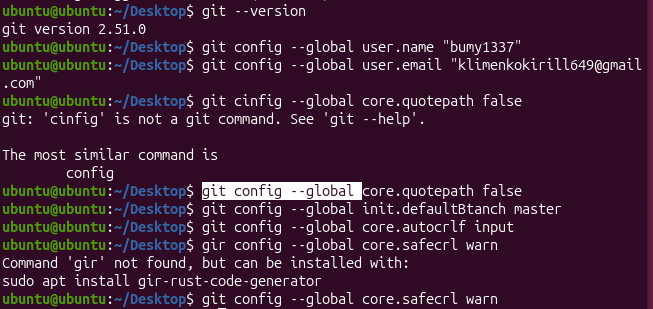 ubuntu@ubuntu:~/Desktop$ git --version
git version 2.51.0
ubuntu@ubuntu:~/Desktop$ git config --global user.name "bumy1337"
ubuntu@ubuntu:~/Desktop$ git config --global user.email "klimenkokirill649@gmail
.com"
ubuntu@ubuntu:~/Desktop$ git cinfig --global core.quotepath false
git: 'cinfig' is not a git command. See 'git --help'.
The most similar command is
config
ubuntu@ubuntu:~/Desktop$ git config --global core.quotepath false
ubuntu@ubuntu:~/Desktop$ git config --global init.defaultBtanch master
ubuntu@ubuntu:~/Desktop$ git config --global core.autocrlf input
ubuntu@ubuntu:~/Desktop$ gir config --global core.safecrl warn
Command 'gir' not found, but can be installed with:
sudo apt install gir-rust-code-generator
ubuntu@ubuntu:~/Desktop$ git config --global core.safecrl warn